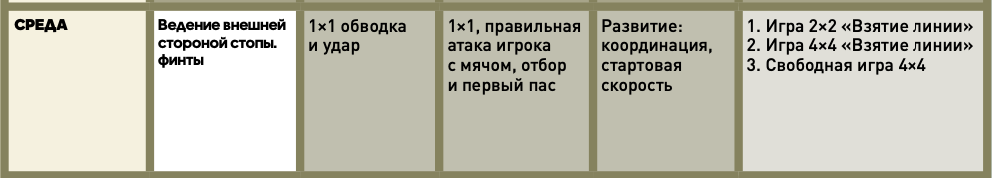 СРЕДА
Ведение внешней
стороной стопы.
финты
1×1 обводка
и удар
1×1, правильная
атака игрока
с мячом, отбор
и первый пас
Развитие:
координация,
стартовая
скорость
1. Игра 2×2 «Взятие линии»
2. Игра 4×4 «Взятие линии»
3. Свободная игра 4×4